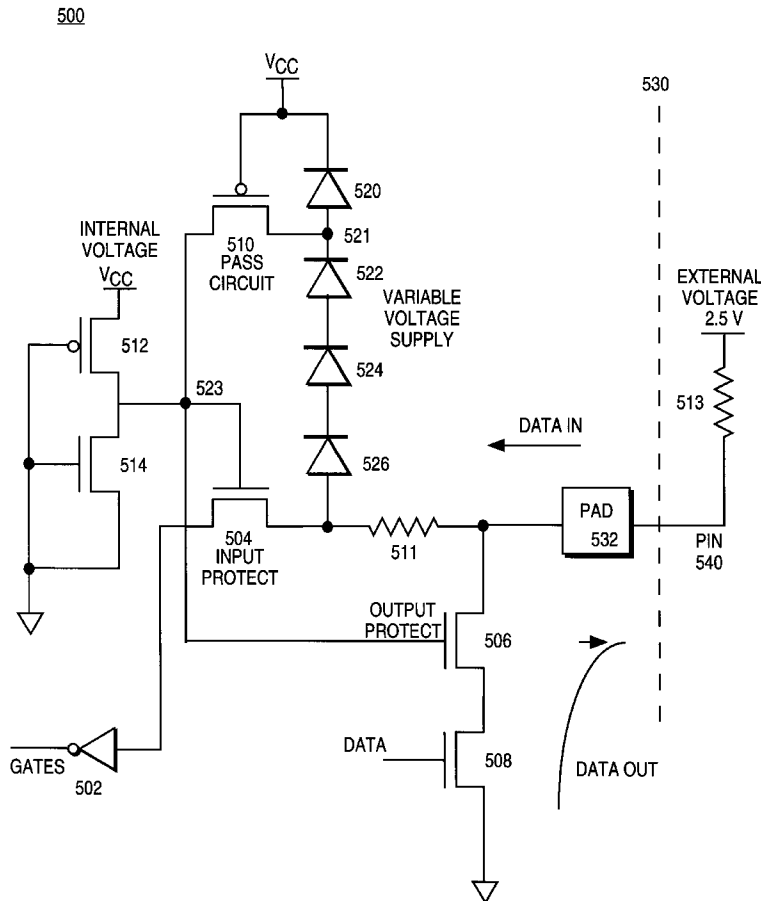 500
VCC
530
520
521
510
PASS
CIRCUIT
INTERNAL
VOLTAGE
VCC
522
VARIABLE
VOLTAGE
SUPPLY
EXTERNAL
VOLTAGE
2.5 V
512
524
523
513
DATA IN
514
526
PAD
532
504
INPUT
PROTECT
511
PIN
540
OUTPUT
PROTECT
506
DATA
508
GATES
502
DATA OUT